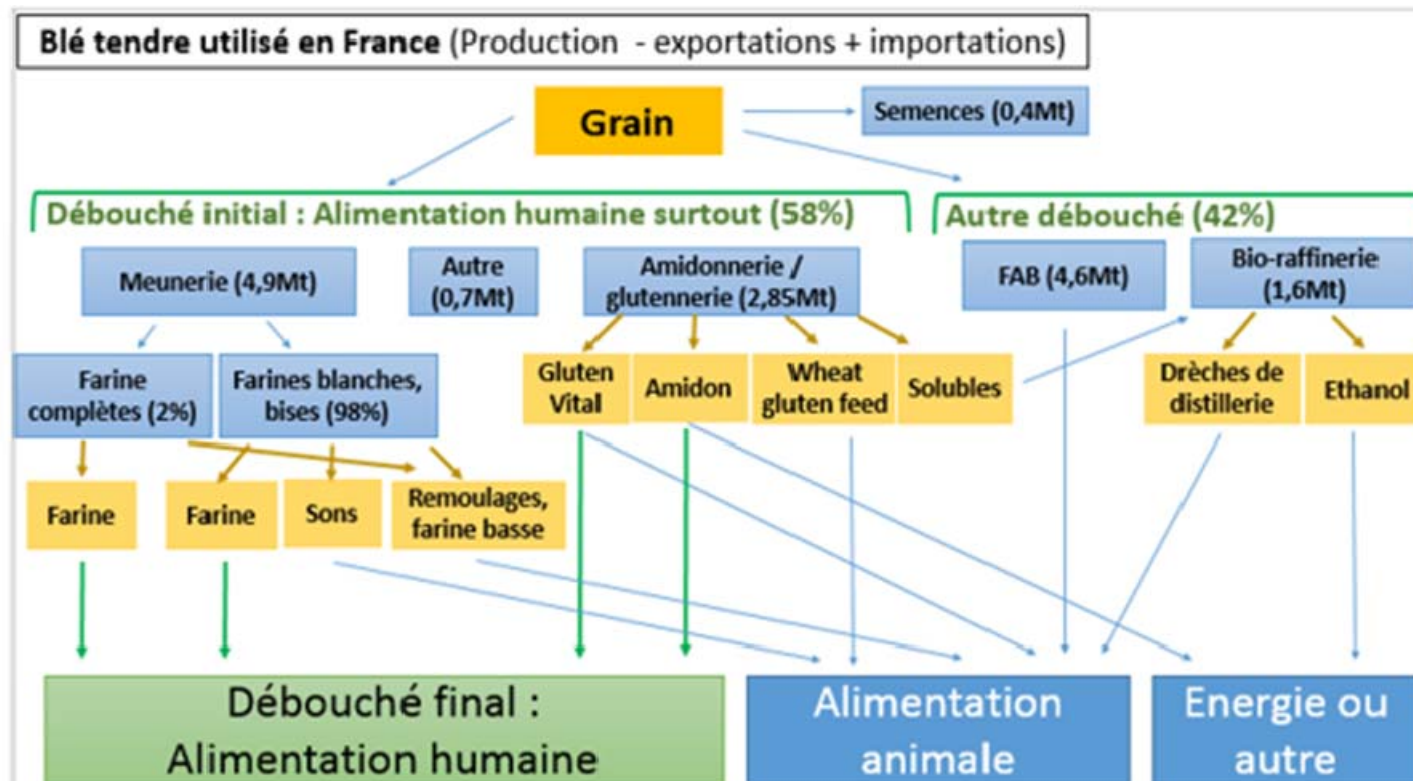 Blé tendre utilisé en France (Production - exportations + importations)
Grain
Semences (0,4Mt)
Débouché initial : Alimentation humaine surtout (58%)
Autre débouché (42%)
Meunerie (4,9Mt)
Autre
(0,7Mt)
Amidonnerie /
glutennerie (2,85Mt)
FAB (4,6Mt)
Bio-raffinerie
(1,6Mt)
Farine
complètes (2%)
Farines blanches,
bises (98%)
Gluten
Vital
Amidon
Wheat
gluten feed
Solubles
Drèches de
distillerie
Ethanol
Farine
Farine
Sons
Remoulages,
farine basse
Débouché final :
Alimentation humaine
Alimentation
animale
Energie ou
autre